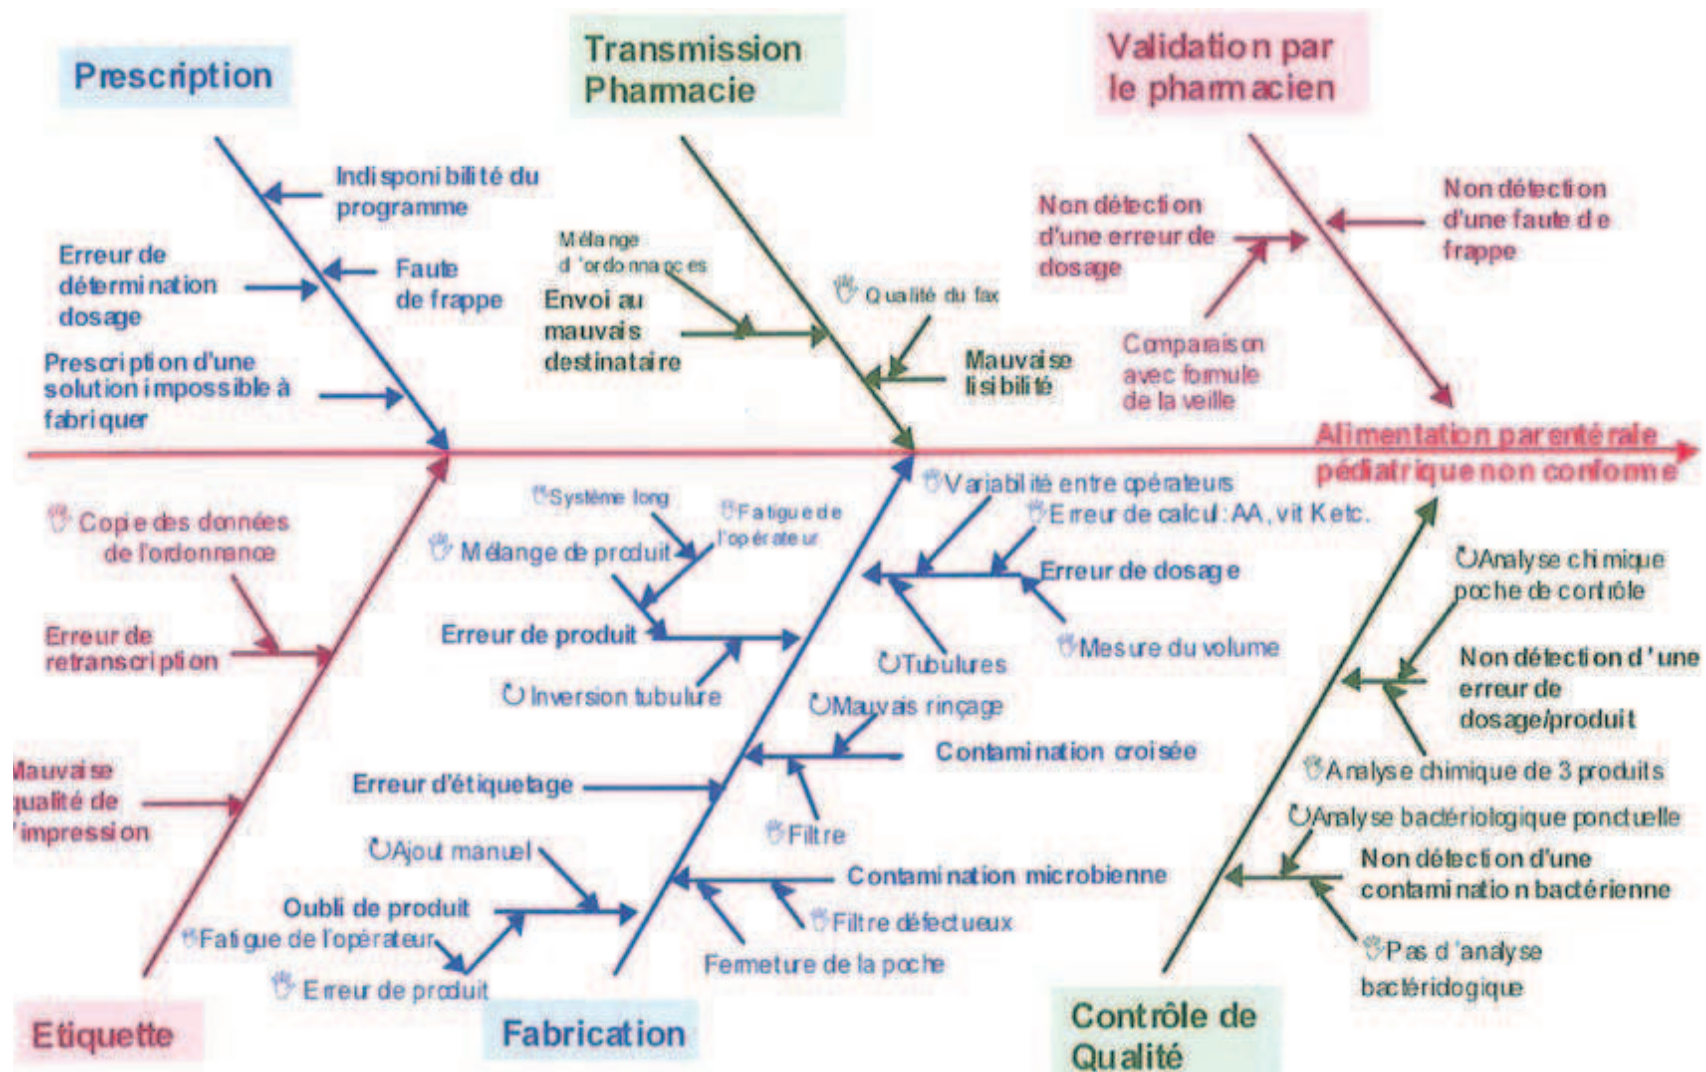 Prescription
Transmission
Pharmacie
Validation par
le pharmacien
Indisponibilité du
programme
Erreur de
détermination
dosage
Faute
de frappe
Prescription d'une
solution impossible à
fabriquer
Mélange
d'ordonnances
Envoi au
mauvais
destinataire
Qualité du fax
Mauvaise
lisibilité
Non détection
d'une erreur de
dosage
Non détection
d'une faute de
frappe
Comparaison
avec formule
de la veille
Alimentation parentérale
pédiatrique non conforme
Copie des données
de l'ordonnance
Erreur de
retranscription
Mauvaise
qualité de
l'impression
Etiquette
Système long
Fatigue de
l'opérateur
Mélange de produit
Erreur de produit
Inversion tubulure
Variabilité entre opérateurs
Erreur de calcul : AA, vit K etc.
Erreur de dosage
Mesure du volume
Tubulures
Mauvais rinçage
Contamination croisée
Filtre
Erreur d'étiquetage
Ajout manuel
Oubli de produit
Fatigue de l'opérateur
Erreur de produit
Contamination microbienne
Filtre défectueux
Fermeture de la poche
Fabrication
Analyse chimique
poche de contrôle
Non détection d'une
erreur de
dosage/produit
Analyse chimique de 3 produits
Analyse bactériologique ponctuelle
Non détection d'une
contamination bactérienne
Pas d'analyse
bactériologique
Contrôle de
Qualité